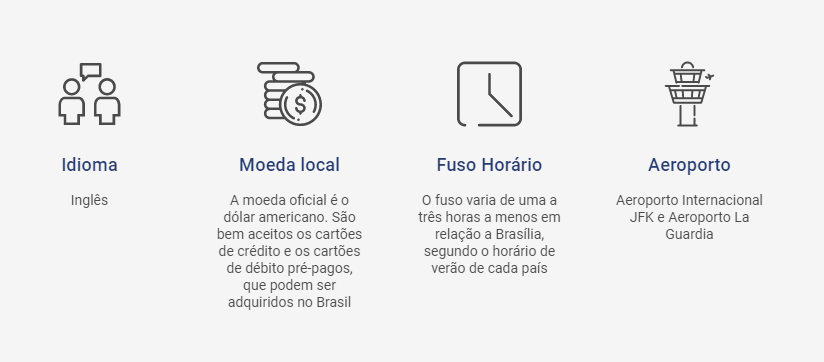 Idioma
Inglês
Moeda local
A moeda oficial é o
dólar americano. São
bem aceitos os cartões
de crédito e os cartões
de débito pré-pagos,
que podem ser
adquiridos no Brasil
Fuso Horário
O fuso varia de uma a
três horas a menos em
relação a Brasília,
segundo o horário de
verão de cada país
Aeroporto
Aeroporto Internacional
JFK e Aeroporto La
Guardia